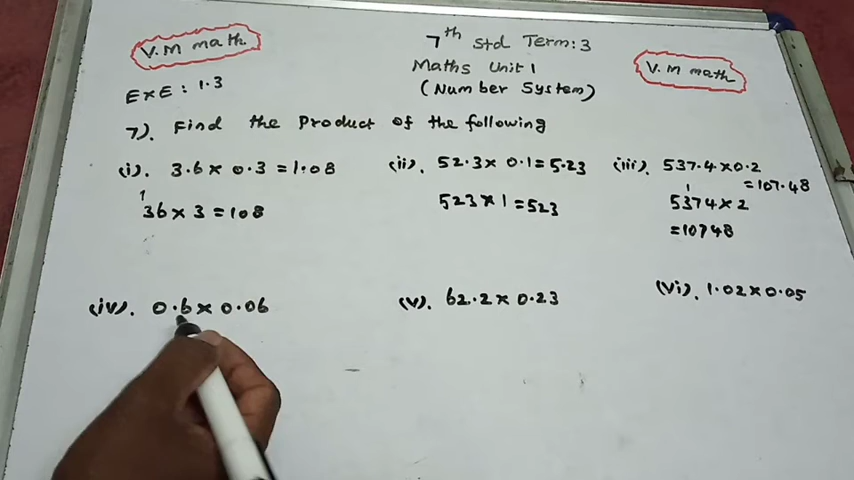 V.M math
7th Std Term:3
Maths Unit 1
(Number System)
V.M math
EXE: 1.3
7). Find the Product of the following
(i). 3.6 x 0.3 = 1.08
1
36 x 3 = 108
(ii). 52.3 x 0.1 = 5.23
523 x 1 = 523
(iii). 537.4 x 0.2
= 107.48
1
5374 x 2
= 10748
(iv). 0.6 x 0.06
(v). 62.2 x 0.23
(vi). 1.02 x 0.05